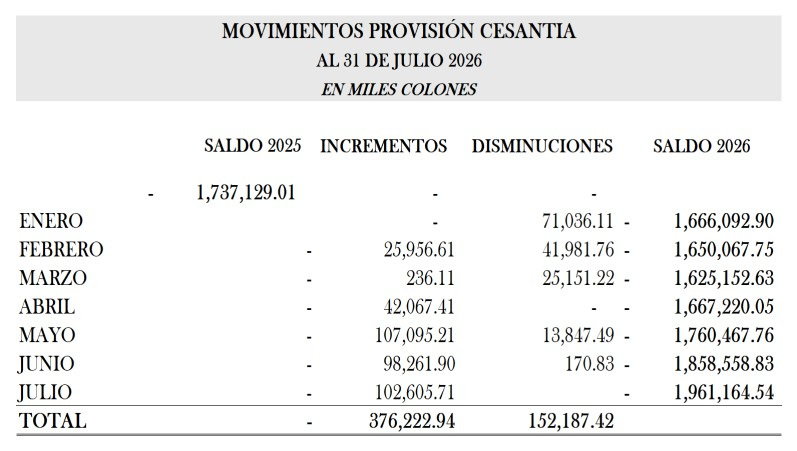 MOVIMIENTOS PROVISIÓN CESANTIA
AL 31 DE JULIO 2026
EN MILES COLONES
SALDO 2025 INCREMENTOS DISMINUCIONES SALDO 2026
- 1,737,129.01 - -
ENERO - 71,036.11 - 1,666,092.90
FEBRERO - 25,956.61 41,981.76 - 1,650,067.75
MARZO - 236.11 25,151.22 - 1,625,152.63
ABRIL - 42,067.41 - - 1,667,220.05
MAYO - 107,095.21 13,847.49 - 1,760,467.76
JUNIO - 98,261.90 170.83 - 1,858,558.83
JULIO - 102,605.71 - 1,961,164.54
TOTAL - 376,222.94 152,187.42